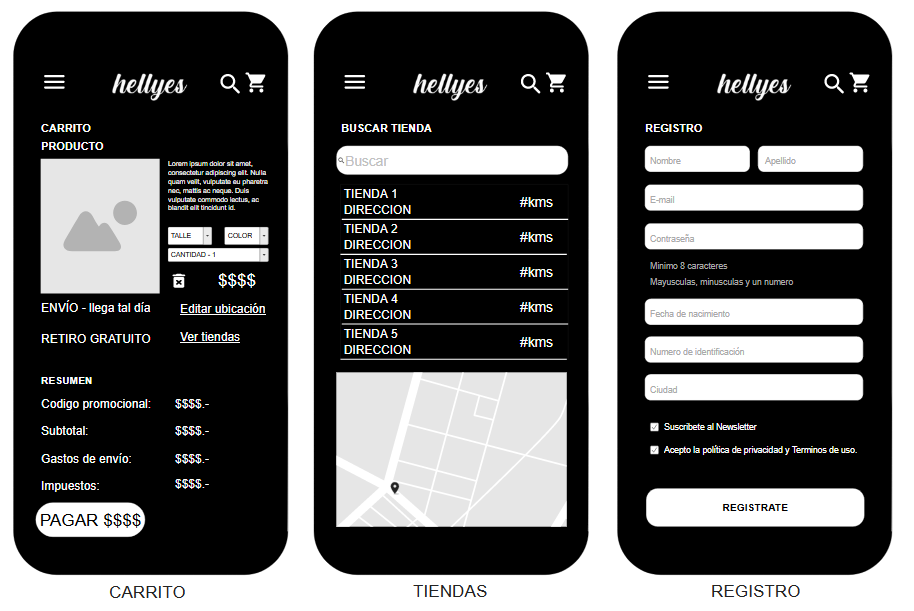 hellyes
CARRITO
PRODUCTO
Lorem ipsum dolor sit amet,
consectetur adipiscing elit. Nulla
quam velit, vulputate eu pharetra
nec, mattis ac neque. Duis
vulputate commodo lectus, ac
blandit elit tincidunt id.
TALLE
COLOR
CANTIDAD - 1
$$$$
ENVÍO - llega tal día
Editar ubicación
RETIRO GRATUITO
Ver tiendas
RESUMEN
Codigo promocional: $$$$.-
Subtotal: $$$$.-
Gastos de envío: $$$$.-
Impuestos: $$$$.-
PAGAR $$$$
CARRITO
hellyes
BUSCAR TIENDA
Buscar
TIENDA 1
DIRECCION
#kms
TIENDA 2
DIRECCION
#kms
TIENDA 3
DIRECCION
#kms
TIENDA 4
DIRECCION
#kms
TIENDA 5
DIRECCION
#kms
TIENDAS
hellyes
REGISTRO
Nombre
Apellido
E-mail
Contraseña
Minimo 8 caracteres
Mayusculas, minusculas y un numero
Fecha de nacimiento
Numero de identificación
Ciudad
Suscribete al Newsletter
Acepto la política de privacidad y Terminos de uso.
REGISTRATE
REGISTRO